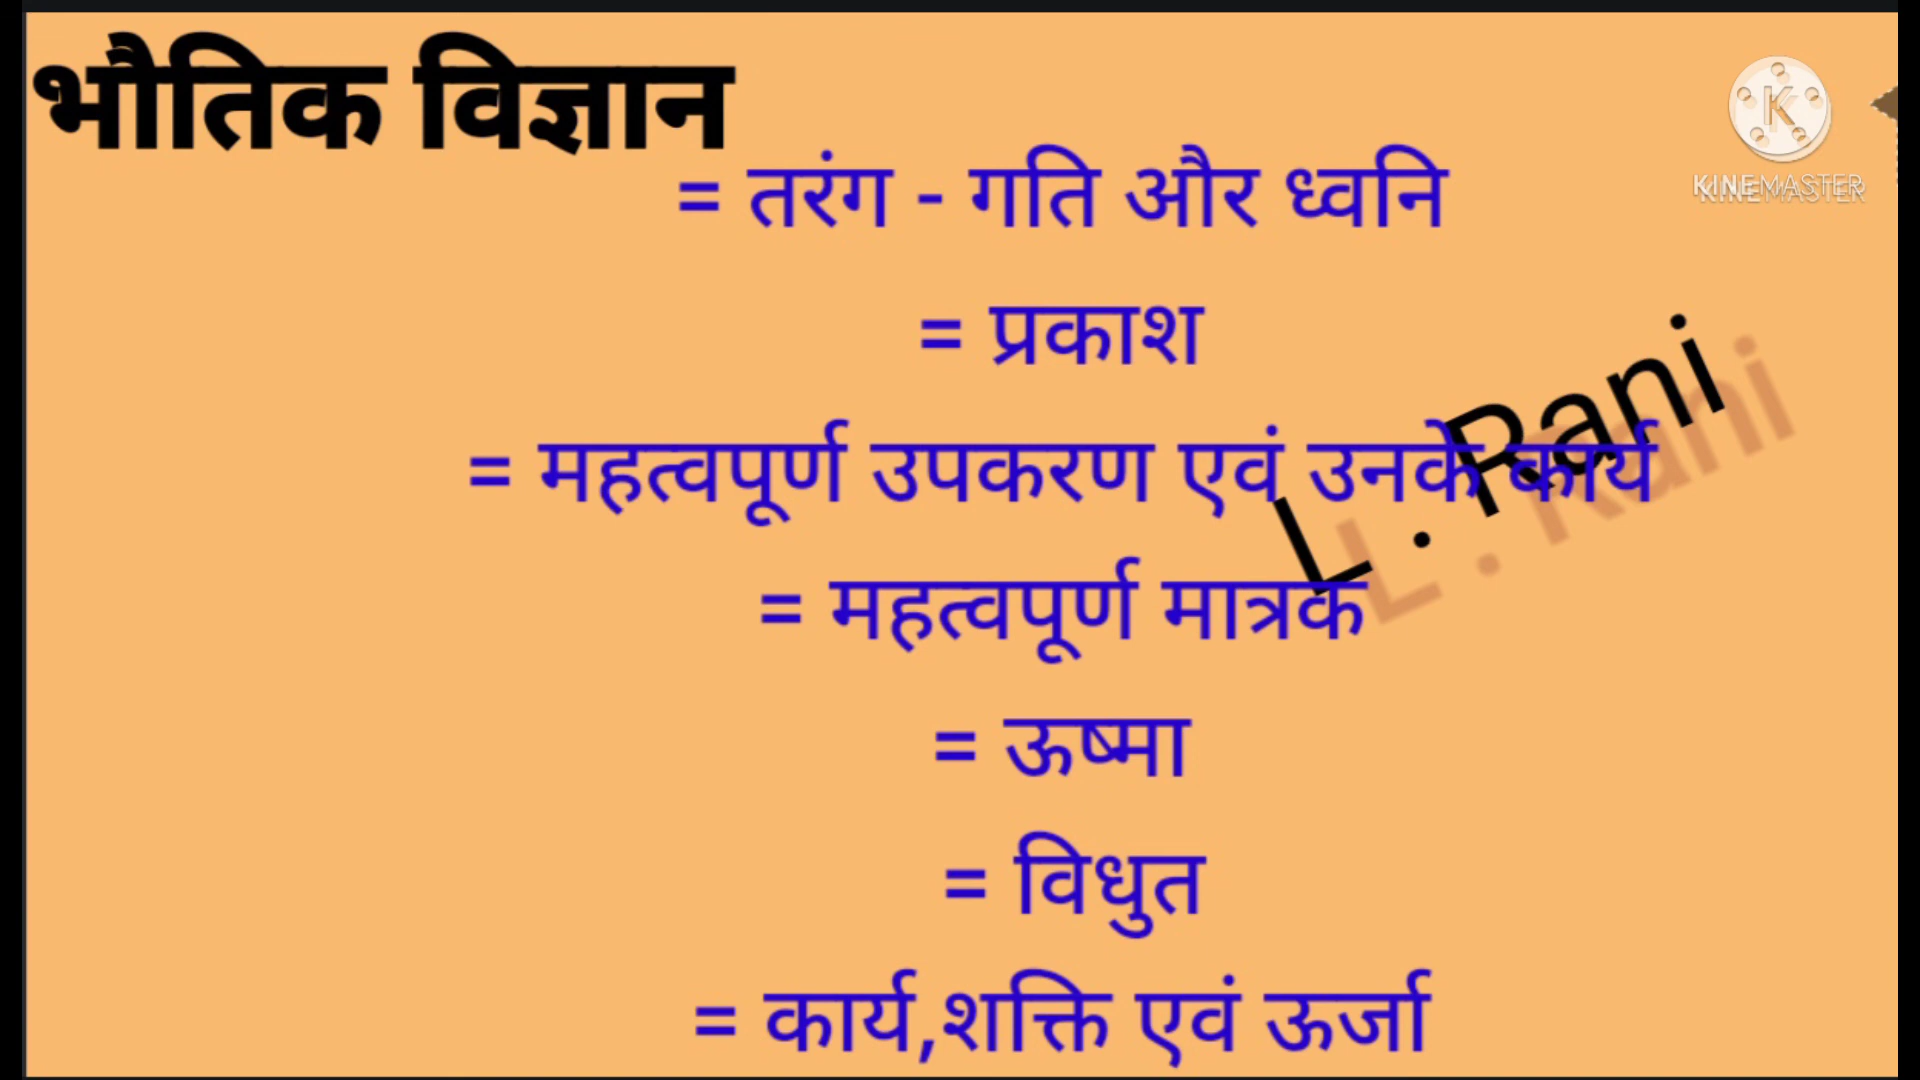 भौतिक विज्ञान
KINEMASTER
= तरंग - गति और ध्वनि
= प्रकाश
L . Rani
= महत्वपूर्ण उपकरण एवं उनके कार्य
= महत्वपूर्ण मात्रक
= ऊष्मा
= विधुत
= कार्य,शक्ति एवं ऊर्जा